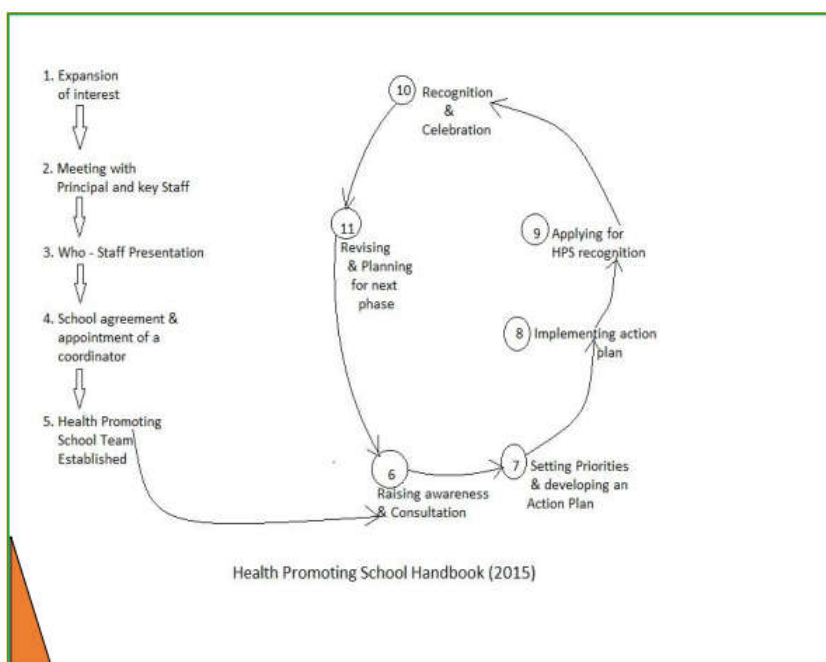 1. Expansion
of interest
2. Meeting with
Principal and key Staff
3. Who - Staff Presentation
4. School agreement &
appointment of a
coordinator
5. Health Promoting
School Team
Established
6
Raising awareness
& Consultation
7
Setting Priorities
& developing an
Action Plan
8
Implementing action
plan
9
Applying for
HPS recognition
10
Recognition
&
Celebration
11
Revising
& Planning
for next
phase
Health Promoting School Handbook (2015)